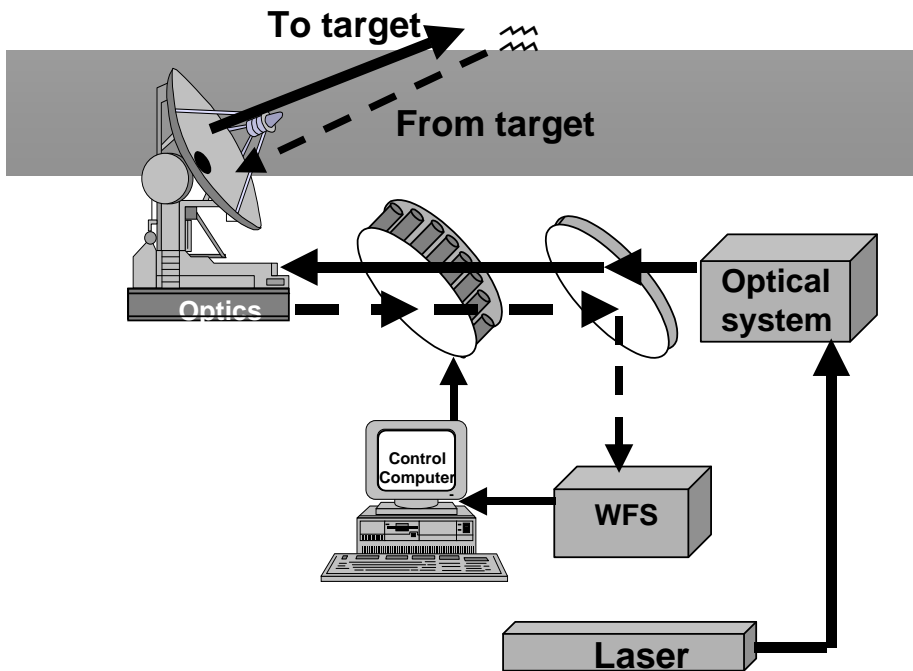 To target
From target
Optics
Optical
system
Control
Computer
WFS
Laser